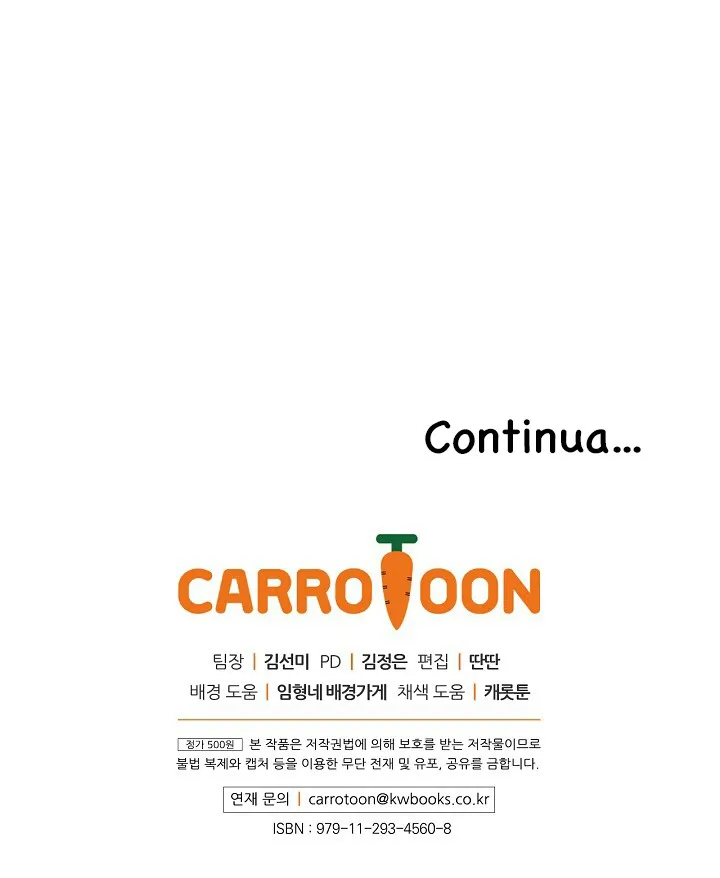 Continua...
CARROTOON
팀장 | 김선미 PD | 김정은 편집 | 딴딴
배경 도움 | 임형네 배경가게 채색 도움 | 캐롯툰
정가 500원 본 작품은 저작권법에 의해 보호를 받는 저작물이므로
불법 복제와 캡처 등을 이용한 무단 전재 및 유포, 공유를 금합니다.
연재 문의 | carrotoon@kwbooks.co.kr
ISBN : 979-11-293-4560-8